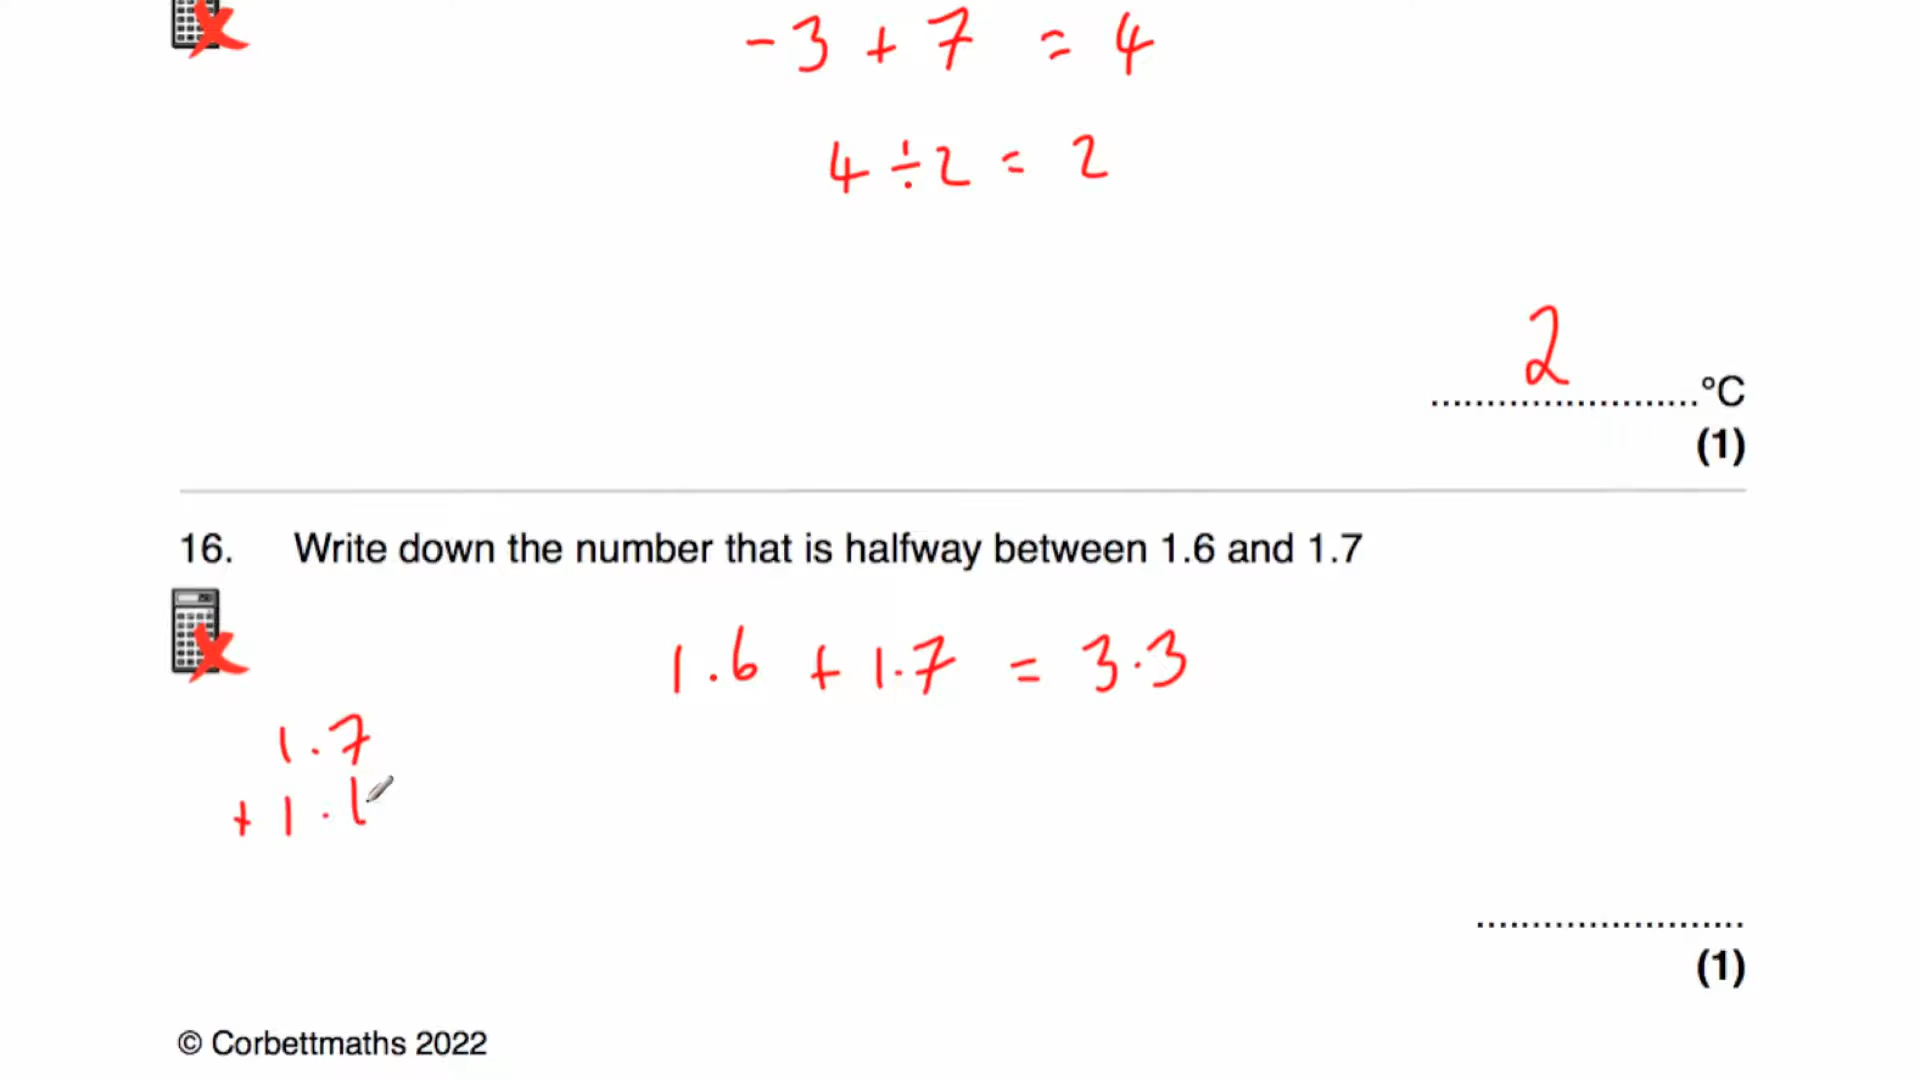 -3 + 7 = 4
4 ÷ 2 = 2
2
.........................°C
(1)
16. Write down the number that is halfway between 1.6 and 1.7
1.6 + 1.7 = 3.3
1.7
+ 1.
.........................
(1)
© Corbettmaths 2022